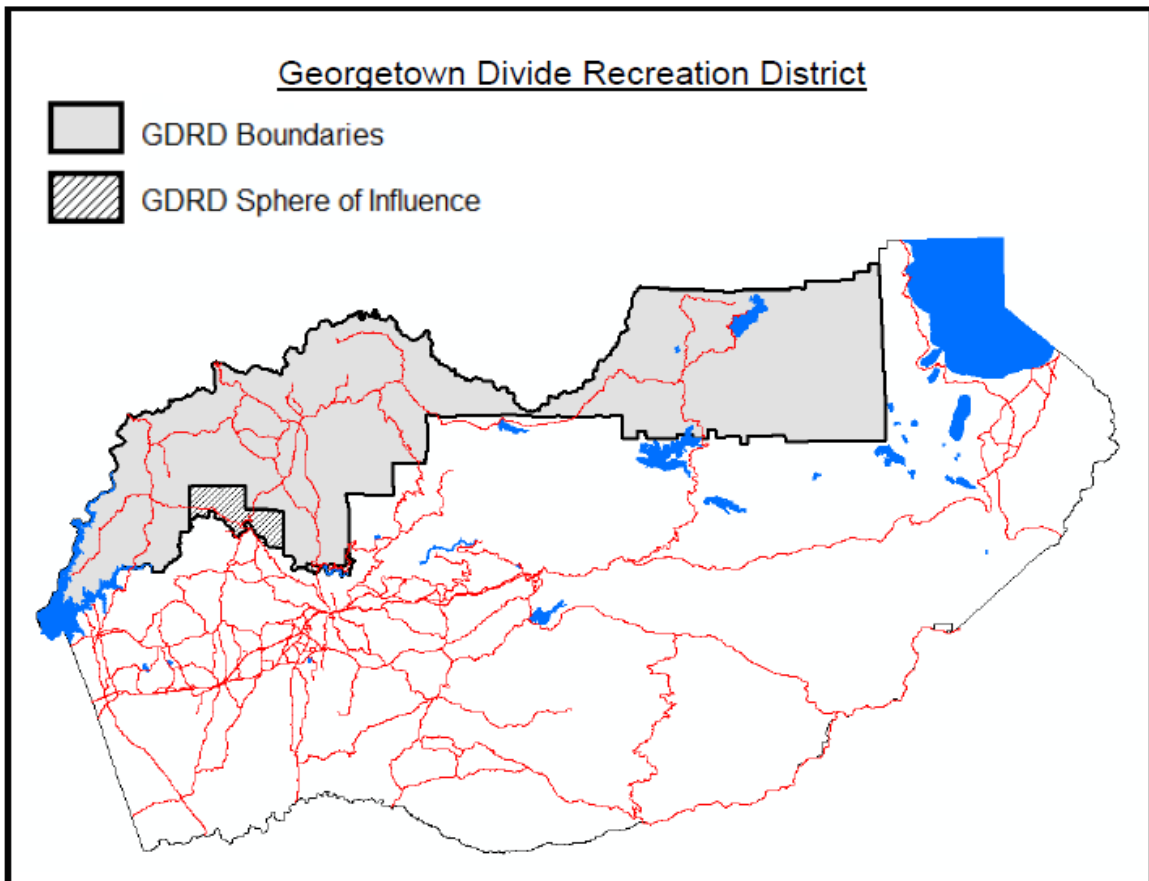 Georgetown Divide Recreation District
GDRD Boundaries
GDRD Sphere of Influence